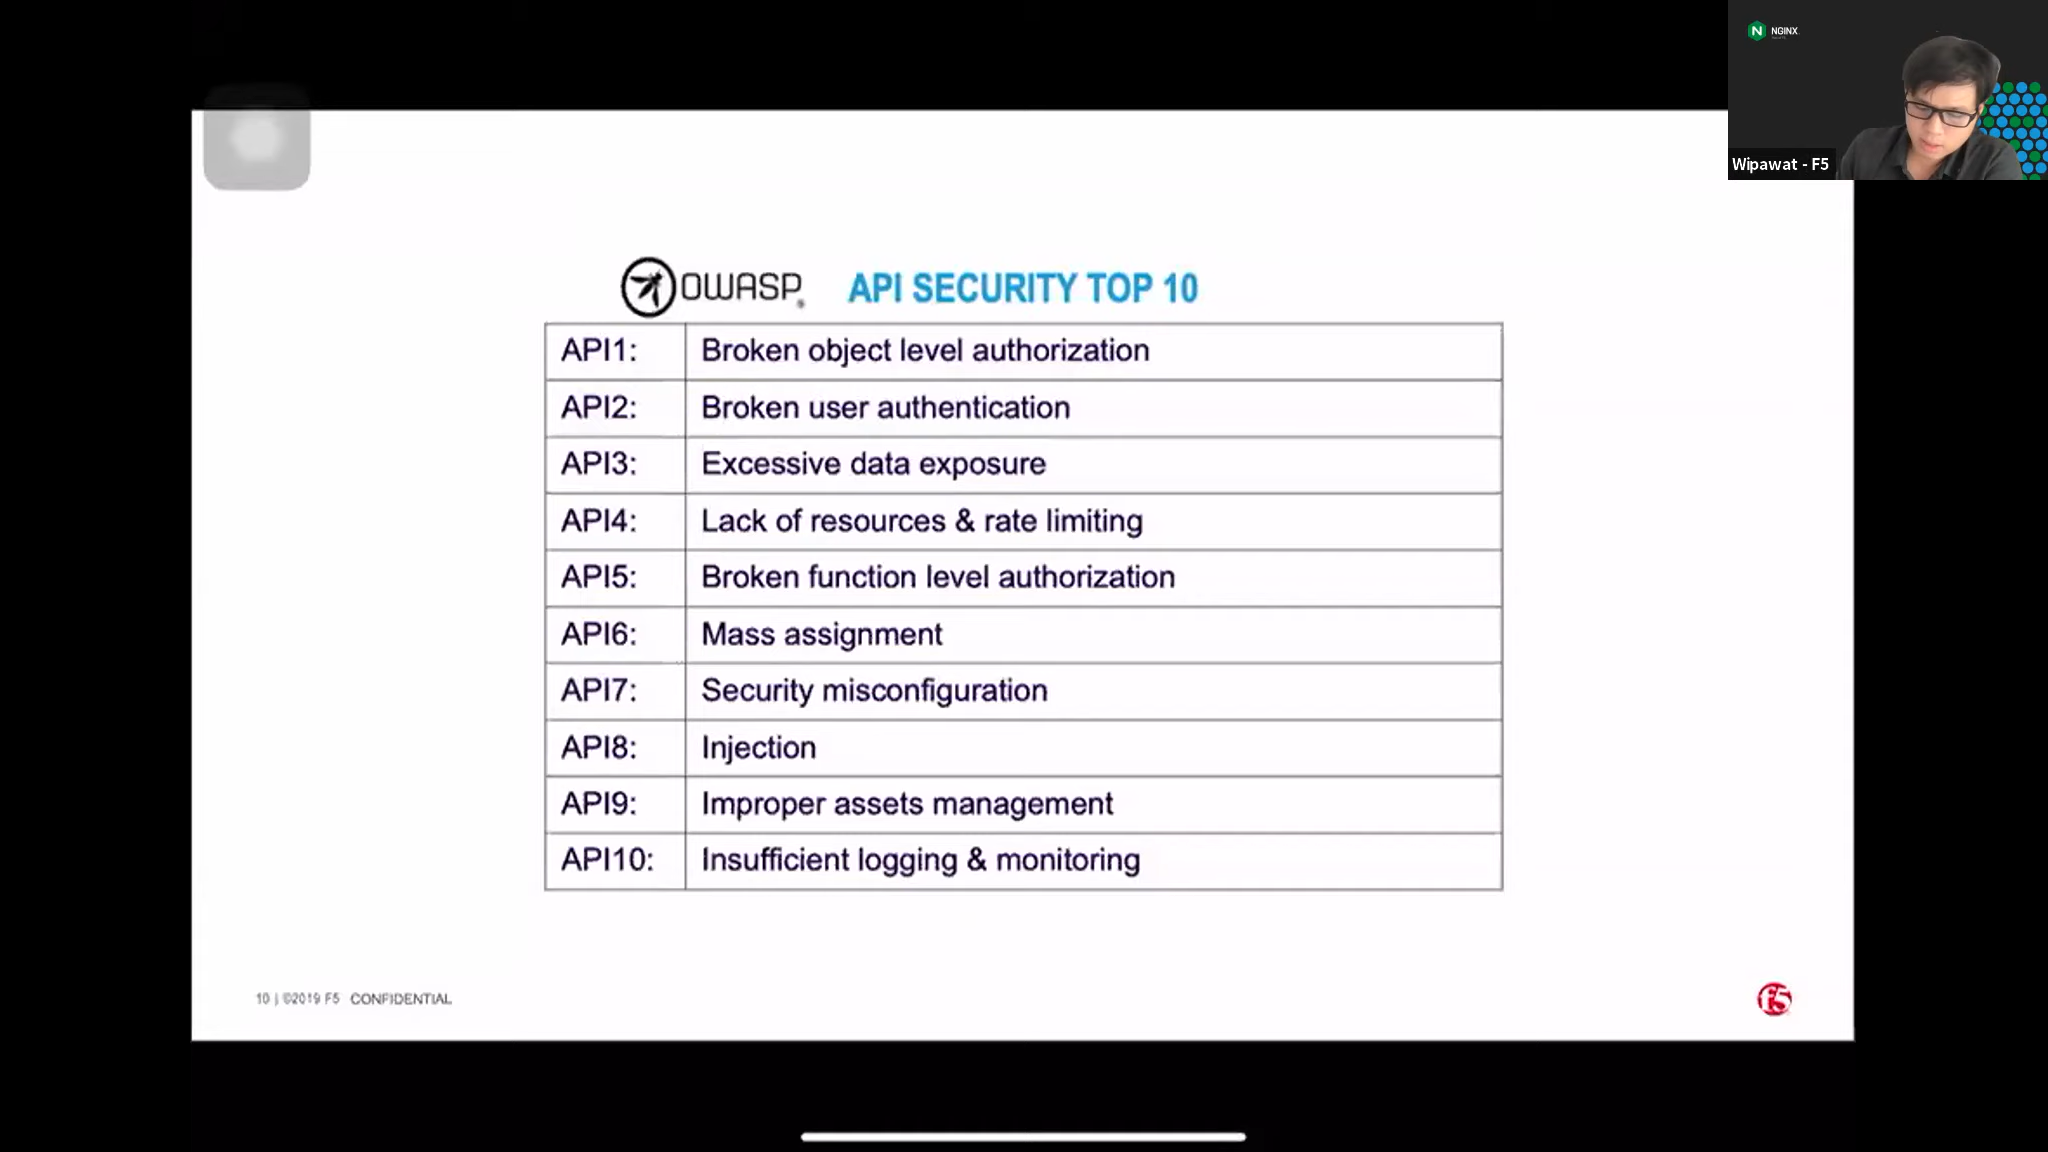 NGINX
Wipawat - F5
OWASP API SECURITY TOP 10
API1: Broken object level authorization
API2: Broken user authentication
API3: Excessive data exposure
API4: Lack of resources & rate limiting
API5: Broken function level authorization
API6: Mass assignment
API7: Security misconfiguration
API8: Injection
API9: Improper assets management
API10: Insufficient logging & monitoring
10 | ©2019 F5 CONFIDENTIAL
f5